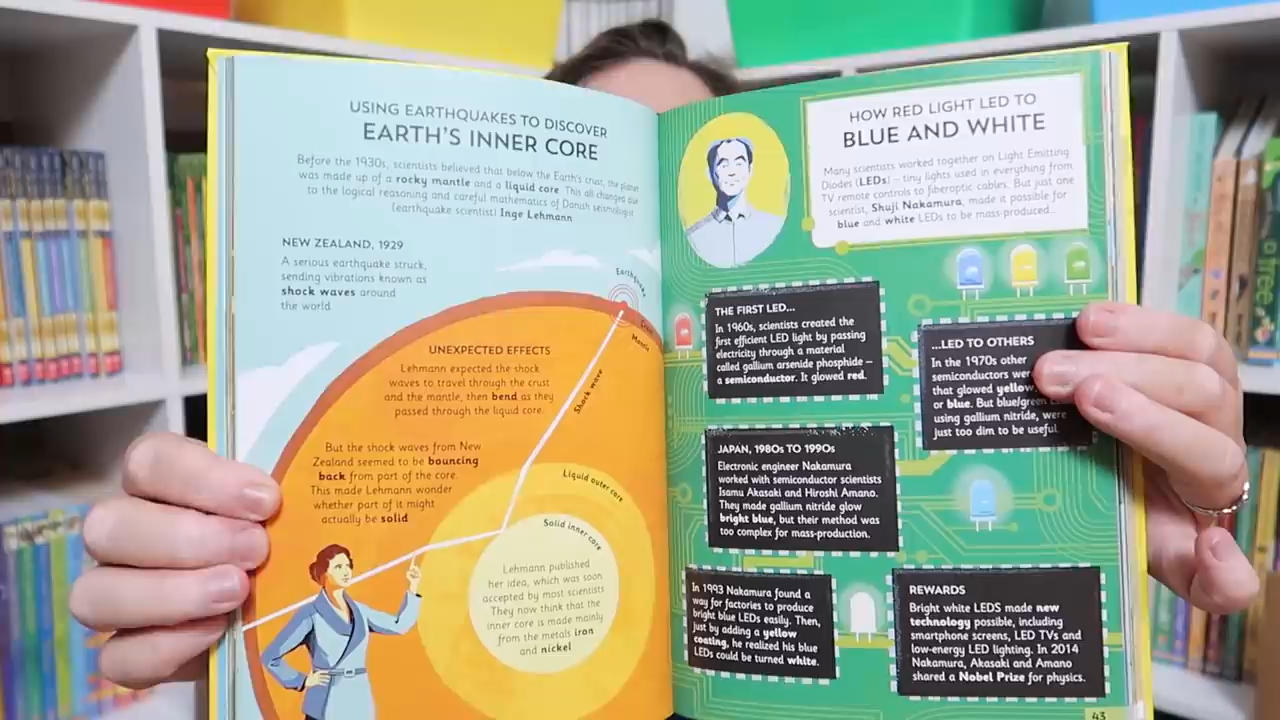 USING EARTHQUAKES TO DISCOVER
EARTH'S INNER CORE
Before the 1930s, scientists believed that below the Earth's crust, the planet
was made up of a rocky mantle and a liquid core. This all changed due
to the logical reasoning and careful mathematics of Danish seismologist
(earthquake scientist) Inge Lehmann
NEW ZEALAND, 1929
A serious earthquake struck,
sending vibrations known as
shock waves around
the world
Earthquake
Crust
Mantle
UNEXPECTED EFFECTS
Lehmann expected the shock
waves to travel through the crust
and the mantle, then bend as they
passed through the liquid core.
Shock wave
But the shock waves from New
Zealand seemed to be bouncing
back from part of the core.
This made Lehmann wonder
whether part of it might
actually be solid
Liquid outer core
Solid inner core
Lehmann published
her idea, which was soon
accepted by most scientists
They now think that the
inner core is made mainly
from the metals iron
and nickel
HOW RED LIGHT LED TO
BLUE AND WHITE
Many scientists worked together on Light Emitting
Diodes (LEDs) – tiny lights used in everything from
TV remote controls to fiberoptic cables. But just one
scientist, Shuji Nakamura, made it possible for
blue and white LEDs to be mass-produced...
THE FIRST LED...
In 1960s, scientists created the
first efficient LED light by passing
electricity through a material
called gallium arsenide phosphide –
a semiconductor. It glowed red.
...LED TO OTHERS
In the 1970s other
semiconductors were
that glowed yellow
or blue. But blue/green
using gallium nitride, were
just too dim to be useful.
JAPAN, 1980s TO 1990s
Electronic engineer Nakamura
worked with semiconductor scientists
Isamu Akasaki and Hiroshi Amano.
They made gallium nitride glow
bright blue, but their method was
too complex for mass-production.
In 1993 Nakamura found a
way for factories to produce
bright blue LEDs easily. Then,
just by adding a yellow
coating, he realized his blue
LEDs could be turned white.
REWARDS
Bright white LEDS made new
technology possible, including
smartphone screens, LED TVs and
low-energy LED lighting. In 2014
Nakamura, Akasaki and Amano
shared a Nobel Prize for physics.
43